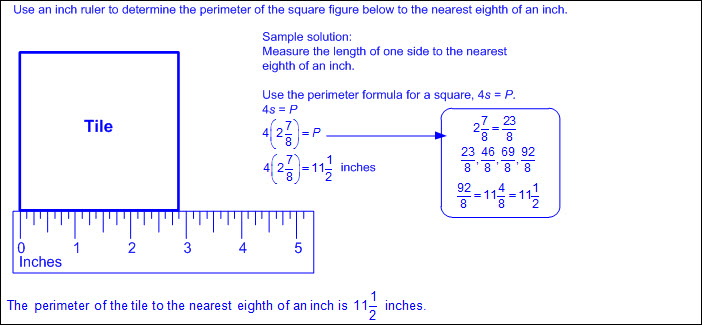 Use an inch ruler to determine the perimeter of the square figure below to the nearest eighth of an inch.
Tile
0 1 2 3 4 5
Inches
Sample solution:
Measure the length of one side to the nearest
eighth of an inch.
Use the perimeter formula for a square, 4s = P.
4s = P
4(2 7/8) = P
4(2 7/8) = 11 1/2 inches
2 7/8 = 23/8
23/8, 46/8, 69/8, 92/8
92/8 = 11 4/8 = 11 1/2
The perimeter of the tile to the nearest eighth of an inch is 11 1/2 inches.